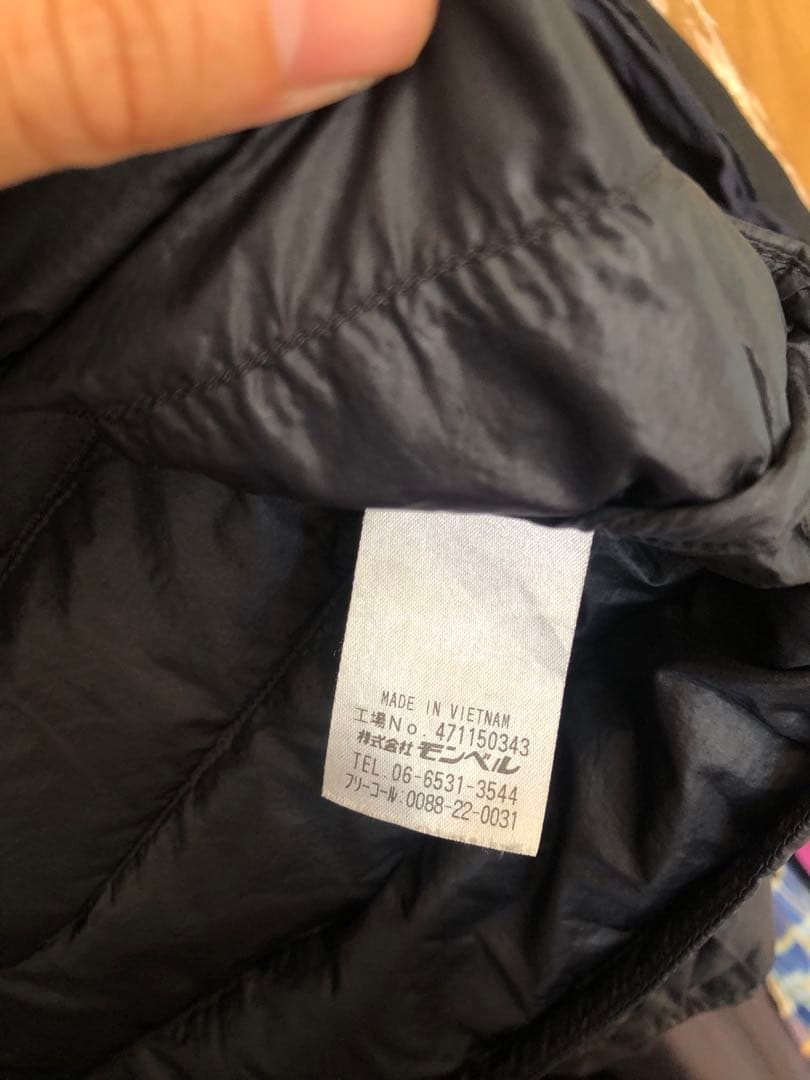 MADE IN VIETNAM
工場No. 471150343
株式会社 モンベル
TEL. 06-6531-3544
フリーコール:0088-22-0031